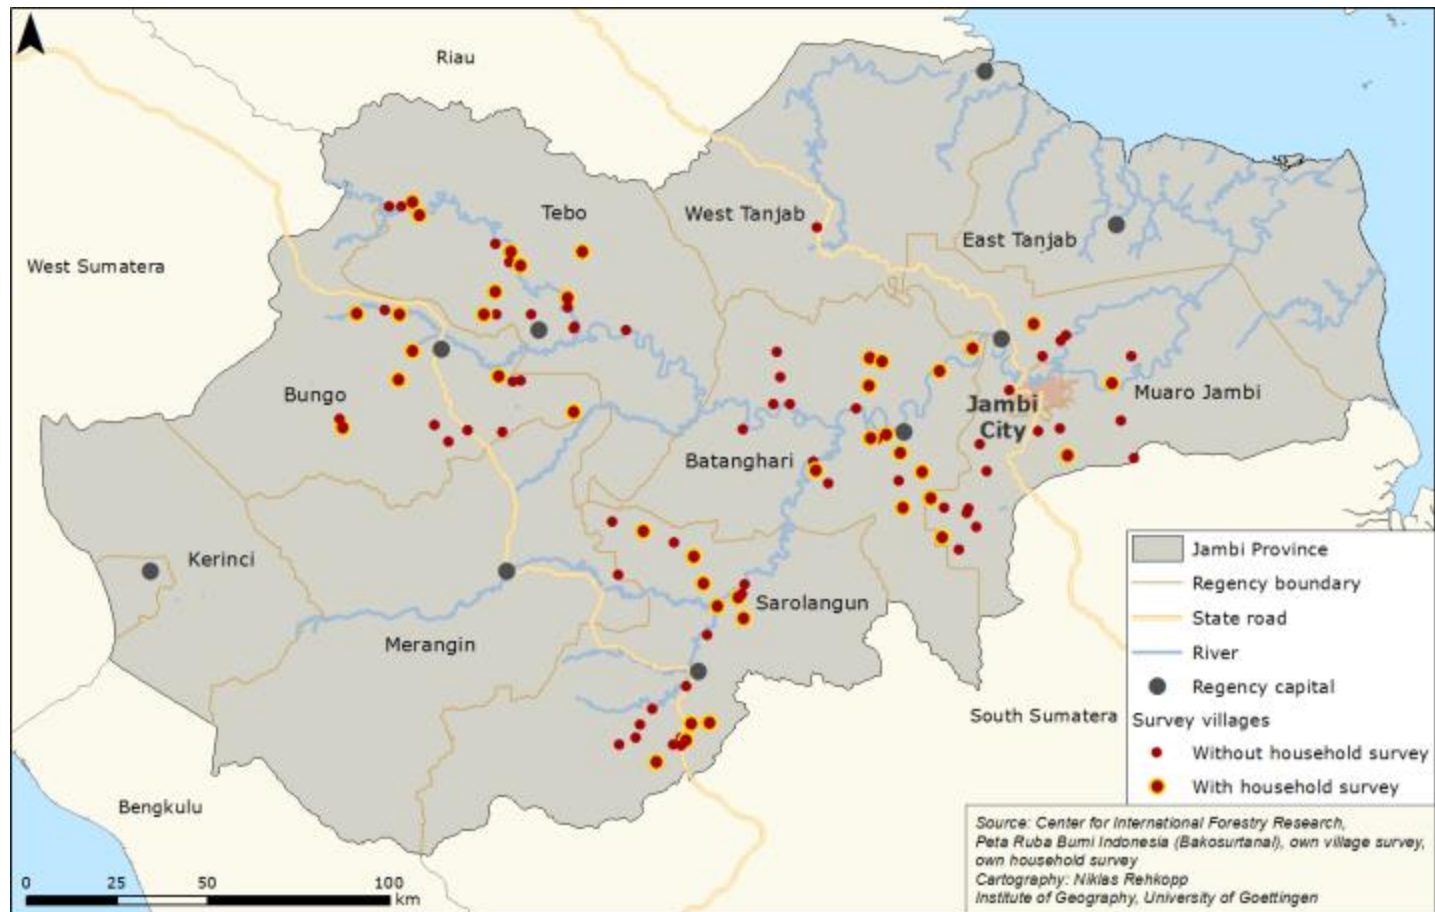 Riau
Tebo
West Tanjab
East Tanjab
West Sumatera
Bungo
Jambi
City
Muaro Jambi
Batanghari
Kerinci
Sarolangun
Merangin
South Sumatera
Bengkulu
Jambi Province
Regency boundary
State road
River
Regency capital
Survey villages
Without household survey
With household survey
Source: Center for International Forestry Research,
Peta Ruba Bumi Indonesia (Bakosurtanal), own village survey,
own household survey
Cartography: Niklas Rehkopp
Institute of Geography, University of Goettingen
0 25 50 100
km